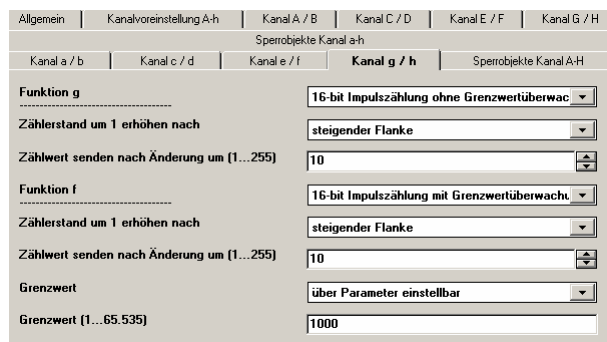 Allgemein Kanalvoreinstellung A-h Kanal A / B Kanal C / D Kanal E / F Kanal G / H
Sperrobjekte Kanal a-h
Kanal a / b Kanal c / d Kanal e / f Kanal g / h Sperrobjekte Kanal A-H
Funktion g 16-bit Impulszählung ohne Grenzwertüberwac
Zählerstand um 1 erhöhen nach steigender Flanke
Zählwert senden nach Änderung um (1...255) 10
Funktion f 16-bit Impulszählung mit Grenzwertüberwachu
Zählerstand um 1 erhöhen nach steigender Flanke
Zählwert senden nach Änderung um (1...255) 10
Grenzwert über Parameter einstellbar
Grenzwert (1...65.535) 1000